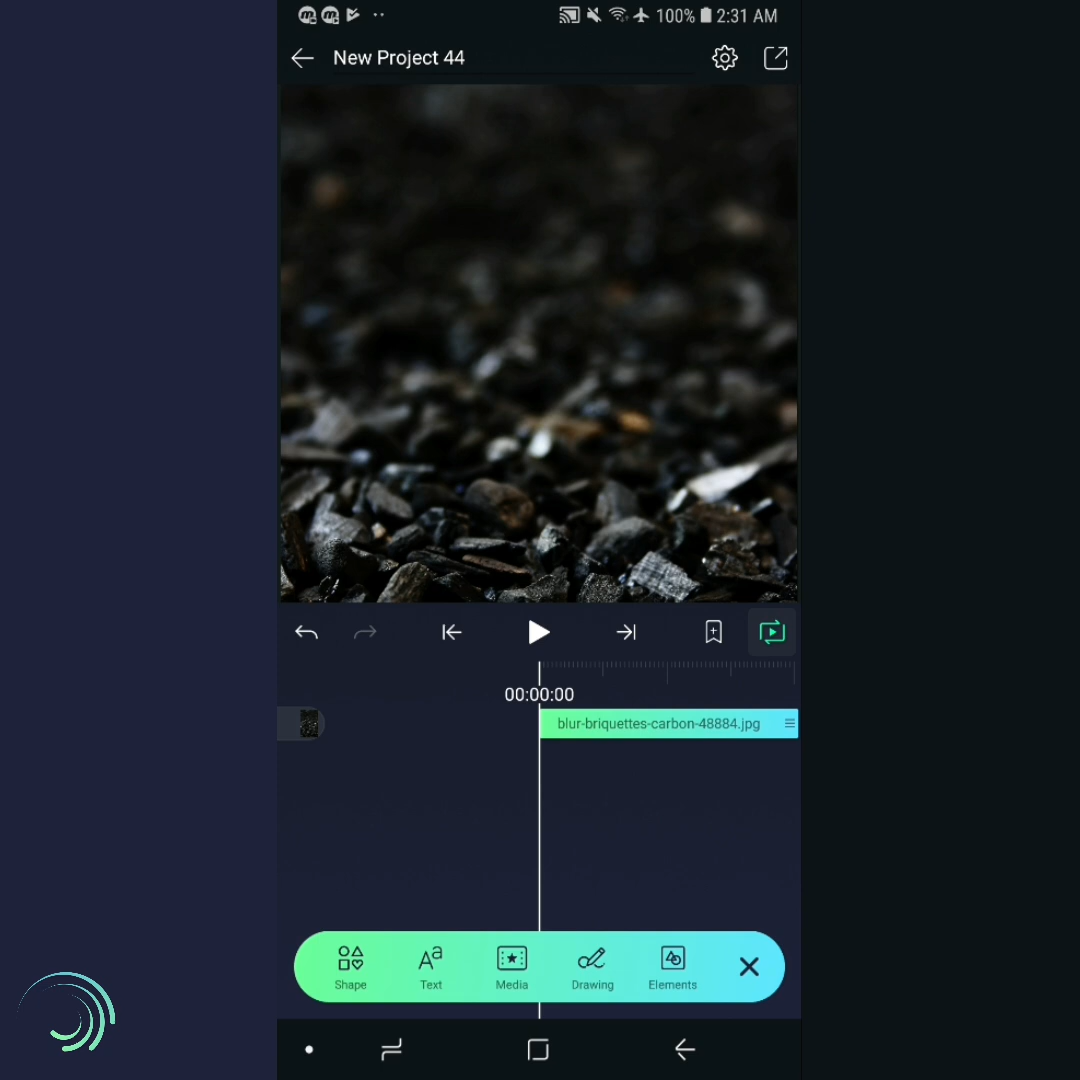 100% 2:31 AM
New Project 44
00:00:00
blur-briquettes-carbon-48884.jpg
Shape Text Media Drawing Elements